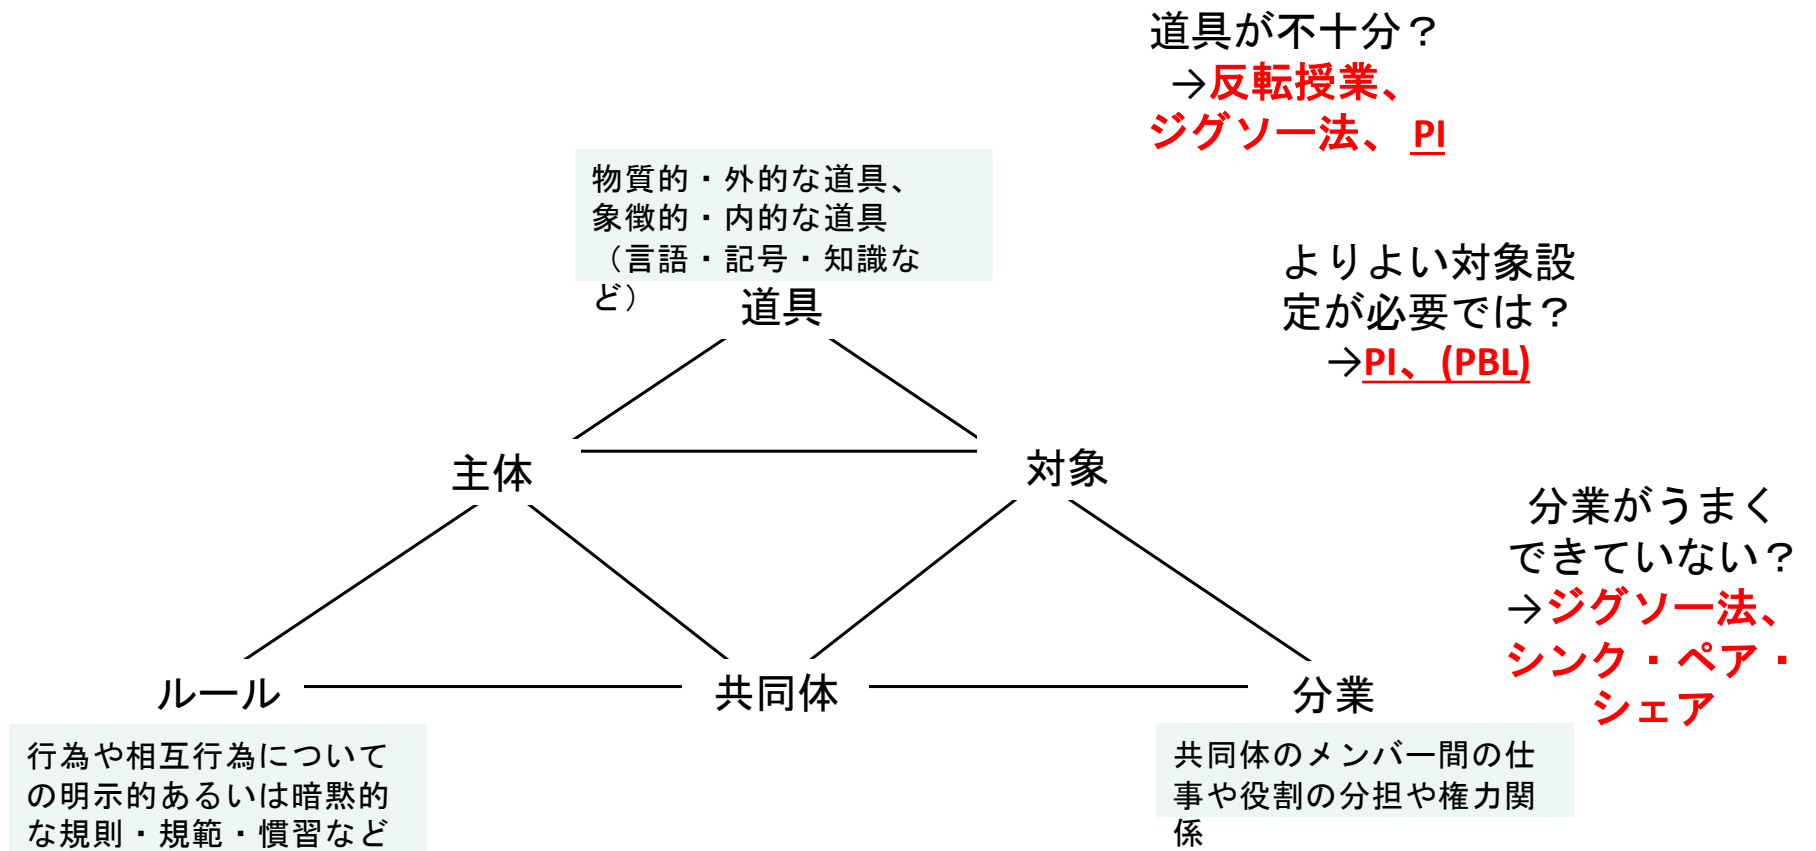 道具が不十分？
→反転授業、
ジグソー法、PI
物質的・外的な道具、
象徴的・内的な道具
（言語・記号・知識な
ど）
道具
よりよい対象設
定が必要では？
→PI、(PBL)
主体
対象
分業がうまく
できていない？
→ジグソー法、
シンク・ペア・
シェア
ルール
共同体
分業
行為や相互行為について
の明示的あるいは暗黙的
な規則・規範・慣習など
共同体のメンバー間の仕
事や役割の分担や権力関
係